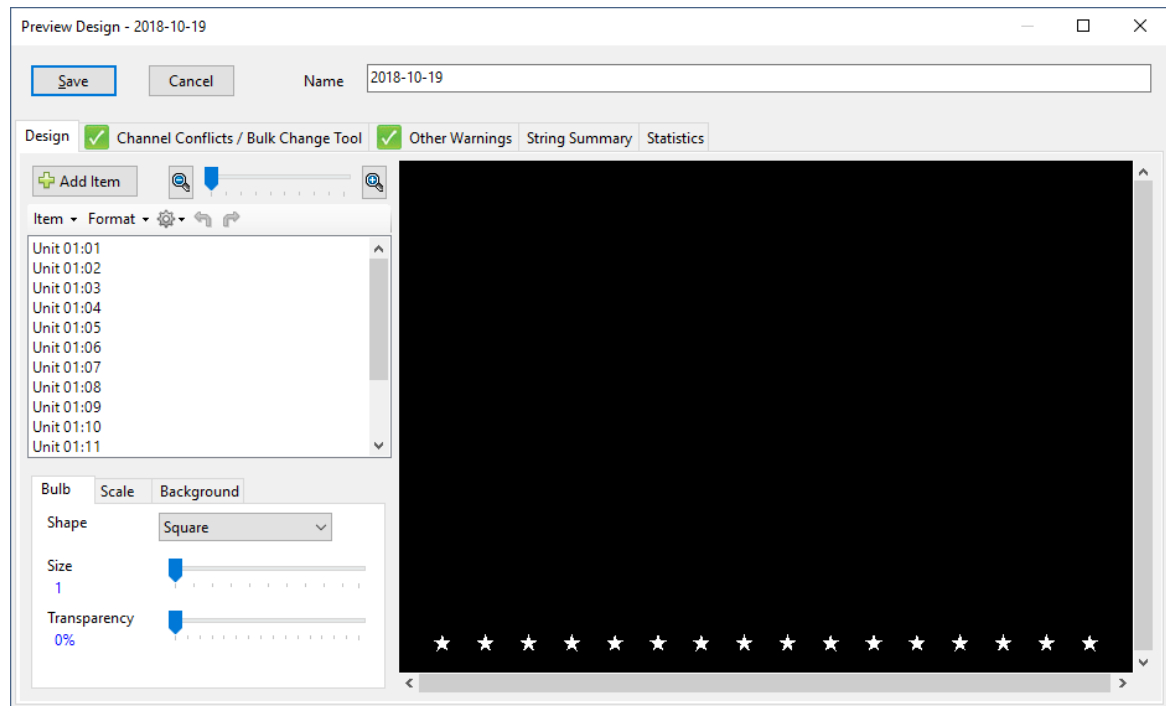 Preview Design - 2018-10-19
Save Cancel Name 2018-10-19
Design Channel Conflicts / Bulk Change Tool Other Warnings String Summary Statistics
Add Item
Item Format
Unit 01:01
Unit 01:02
Unit 01:03
Unit 01:04
Unit 01:05
Unit 01:06
Unit 01:07
Unit 01:08
Unit 01:09
Unit 01:10
Unit 01:11
Bulb Scale Background
Shape Square
Size
1
Transparency
0%